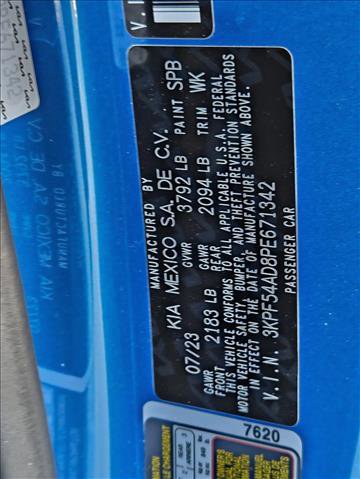 MANUFACTURED BY
KIA MEXICO S.A. DE C.V.
07/23 GVWR 3792 LB PAINT SPB
GAWR FRONT 2183 LB GAWR REAR 2094 LB TRIM WK
THIS VEHICLE CONFORMS TO ALL APPLICABLE U.S.A. FEDERAL
MOTOR VEHICLE SAFETY, BUMPER, AND THEFT PREVENTION STANDARDS
IN EFFECT ON THE DATE OF MANUFACTURE SHOWN ABOVE.
V.I.N. 3KPF54AD8PE671342
PASSENGER CAR
7620
V.I